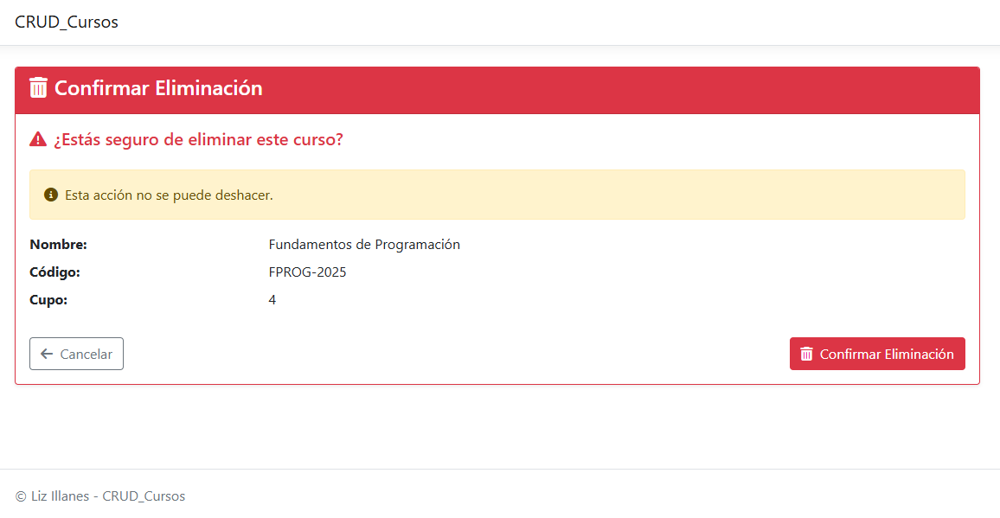 CRUD_Cursos
Confirmar Eliminación
¿Estás seguro de eliminar este curso?
Esta acción no se puede deshacer.
Nombre: Fundamentos de Programación
Código: FPROG-2025
Cupo: 4
Cancelar Confirmar Eliminación
© Liz Illanes - CRUD_Cursos